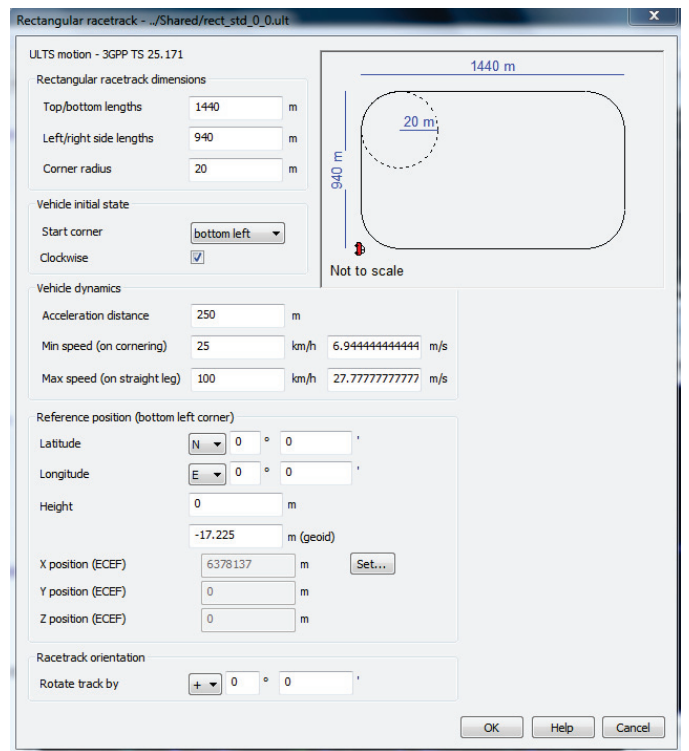 Rectangular racetrack - ../Shared/rect_std_0_0.ult
X
ULTS motion - 3GPP TS 25.171
Rectangular racetrack dimensions
Top/bottom lengths 1440 m
Left/right side lengths 940 m
Corner radius 20 m
1440 m
20 m
940 m
Not to scale
Vehicle initial state
Start corner bottom left
Clockwise
Vehicle dynamics
Acceleration distance 250 m
Min speed (on cornering) 25 km/h 6.944444444444 m/s
Max speed (on straight leg) 100 km/h 27.77777777777 m/s
Reference position (bottom left corner)
Latitude N 0 ° 0 '
Longitude E 0 ° 0 '
Height 0 m
-17.225 m (geoid)
X position (ECEF) 6378137 m Set...
Y position (ECEF) 0 m
Z position (ECEF) 0 m
Racetrack orientation
Rotate track by + 0 ° 0 '
OK Help Cancel